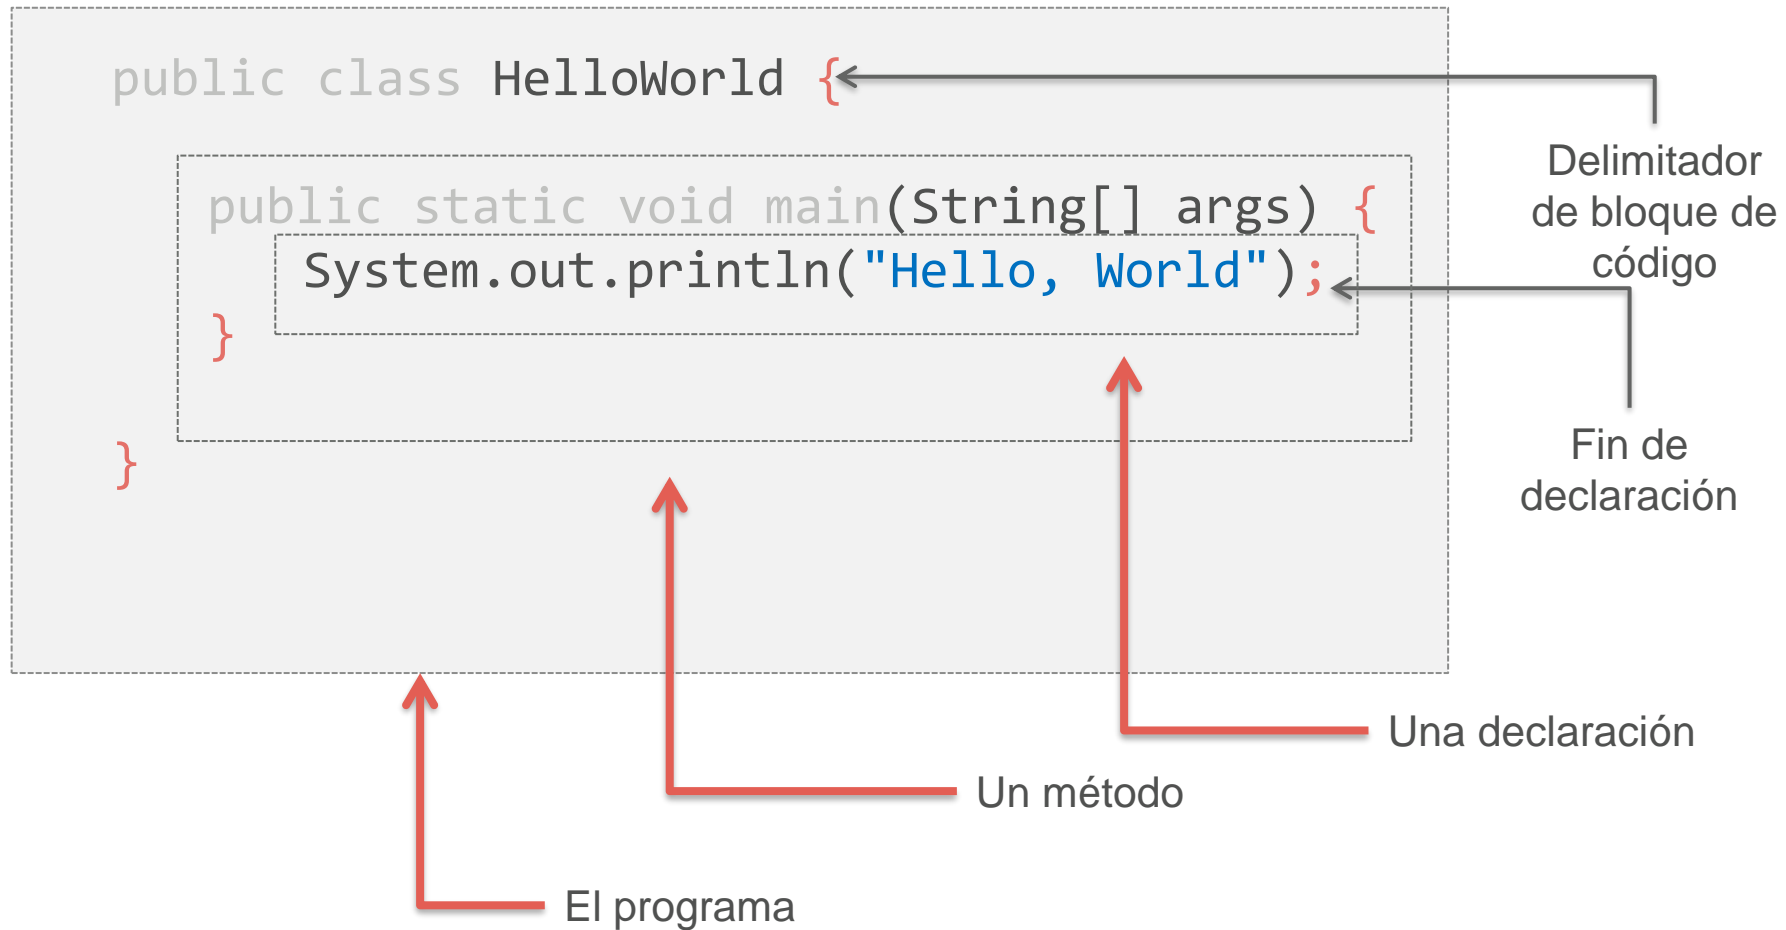 public class HelloWorld {
public static void main(String[] args) {
System.out.println("Hello, World");
}
}
Delimitador
de bloque de
código
Fin de
declaración
Una declaración
Un método
El programa